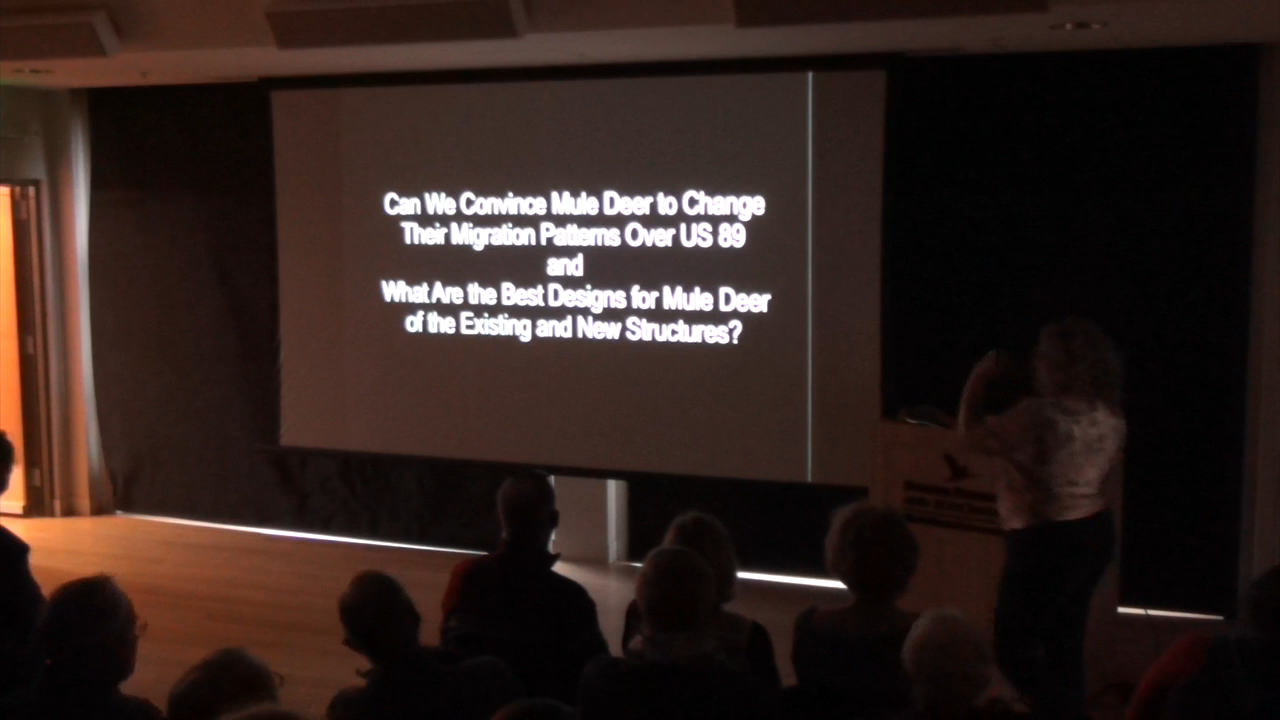 Can We Convince Mule Deer to Change
Their Migration Patterns Over US 89
and
What Are the Best Designs for Mule Deer
of the Existing and New Structures?